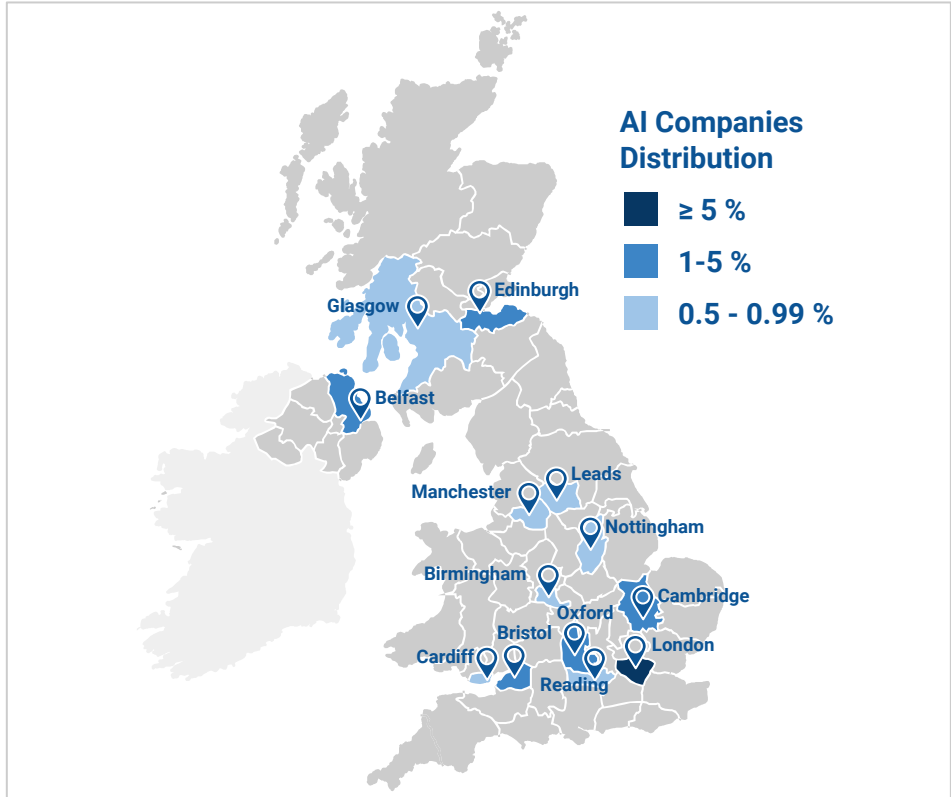 AI Companies
Distribution
≥ 5 %
1-5 %
0.5 - 0.99 %
Edinburgh
Glasgow
Belfast
Leads
Manchester
Nottingham
Birmingham
Cambridge
Oxford
Bristol
London
Cardiff
Reading